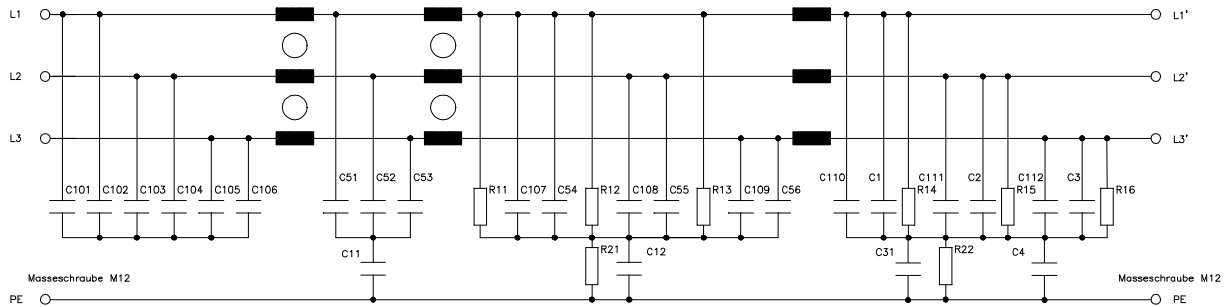 L1
L1'
L2
L2'
L3
L3'
C101 C102 C103 C104 C105 C106 C51 C52 C53 R11 C107 C54 R12 C108 C55 R13 C109 C56 C110 C1 R14 C111 C2 R15 C112 C3 R16
C11 R21 C12 C31 R22 C4
Masseschraube M12
Masseschraube M12
PE
PE